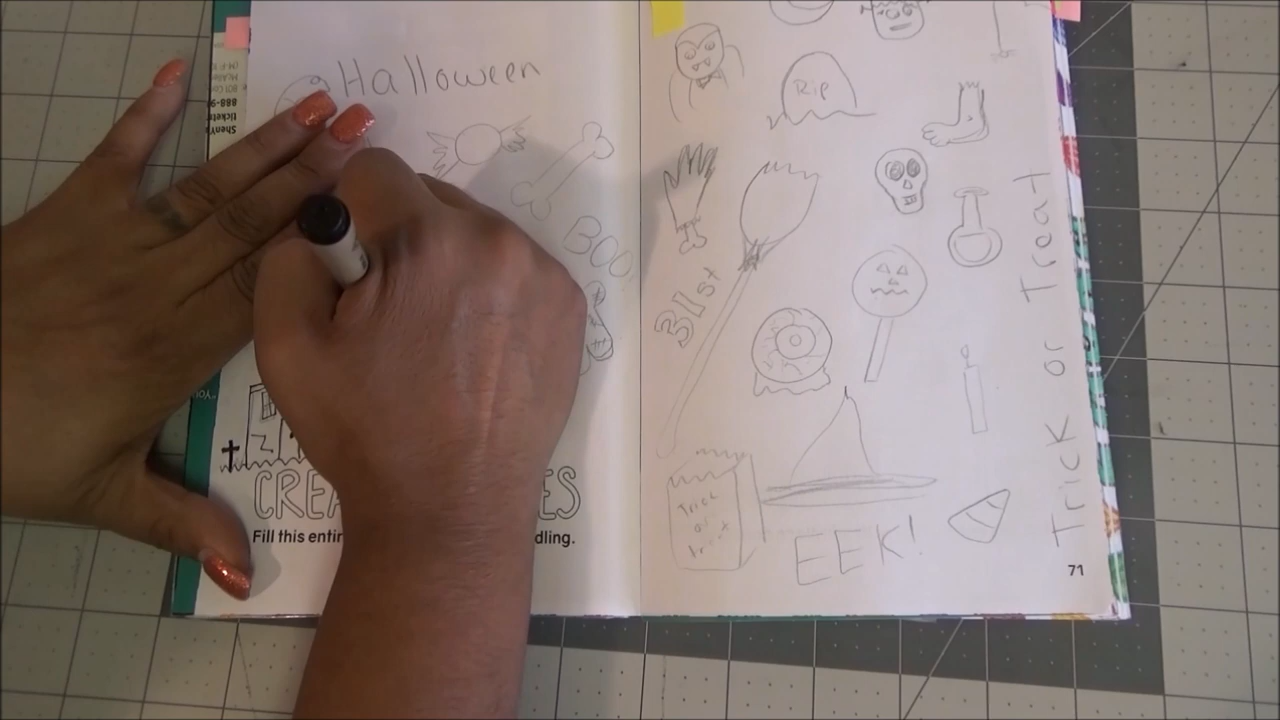 Halloween
BOO
Fill this entir
dling.
RIP
31st
Trick
or
treat
EEK!
Trick or Treat
71